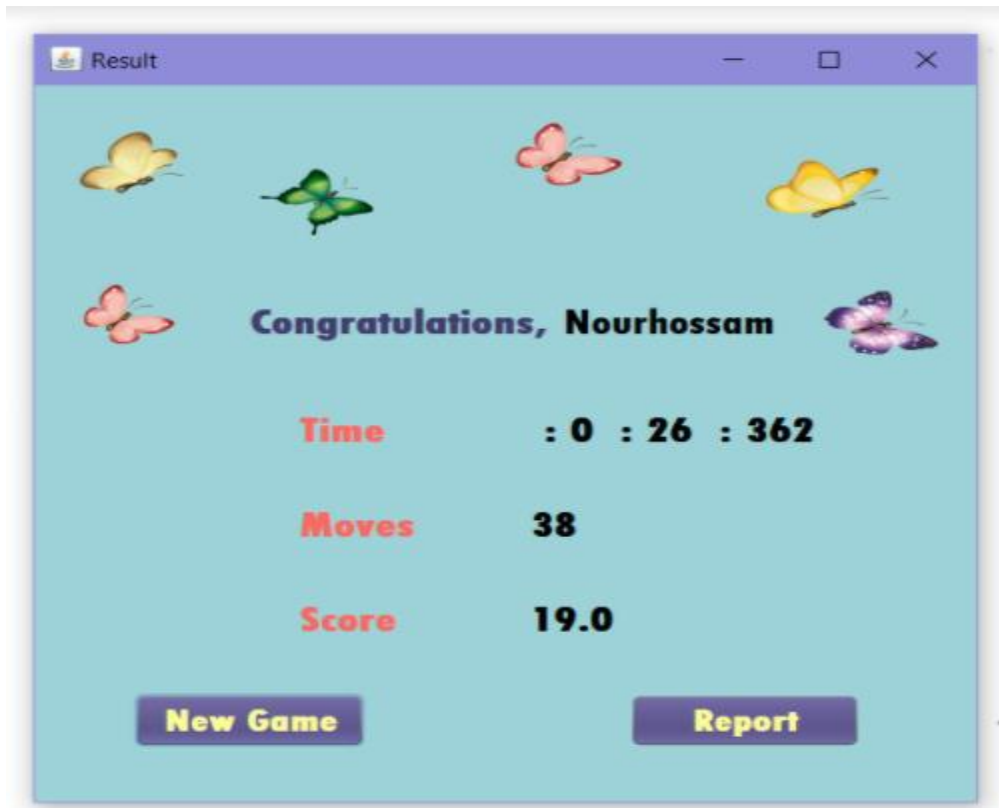 Result
Congratulations, Nourhossam
Time : 0 : 26 : 362
Moves 38
Score 19.0
New Game Report